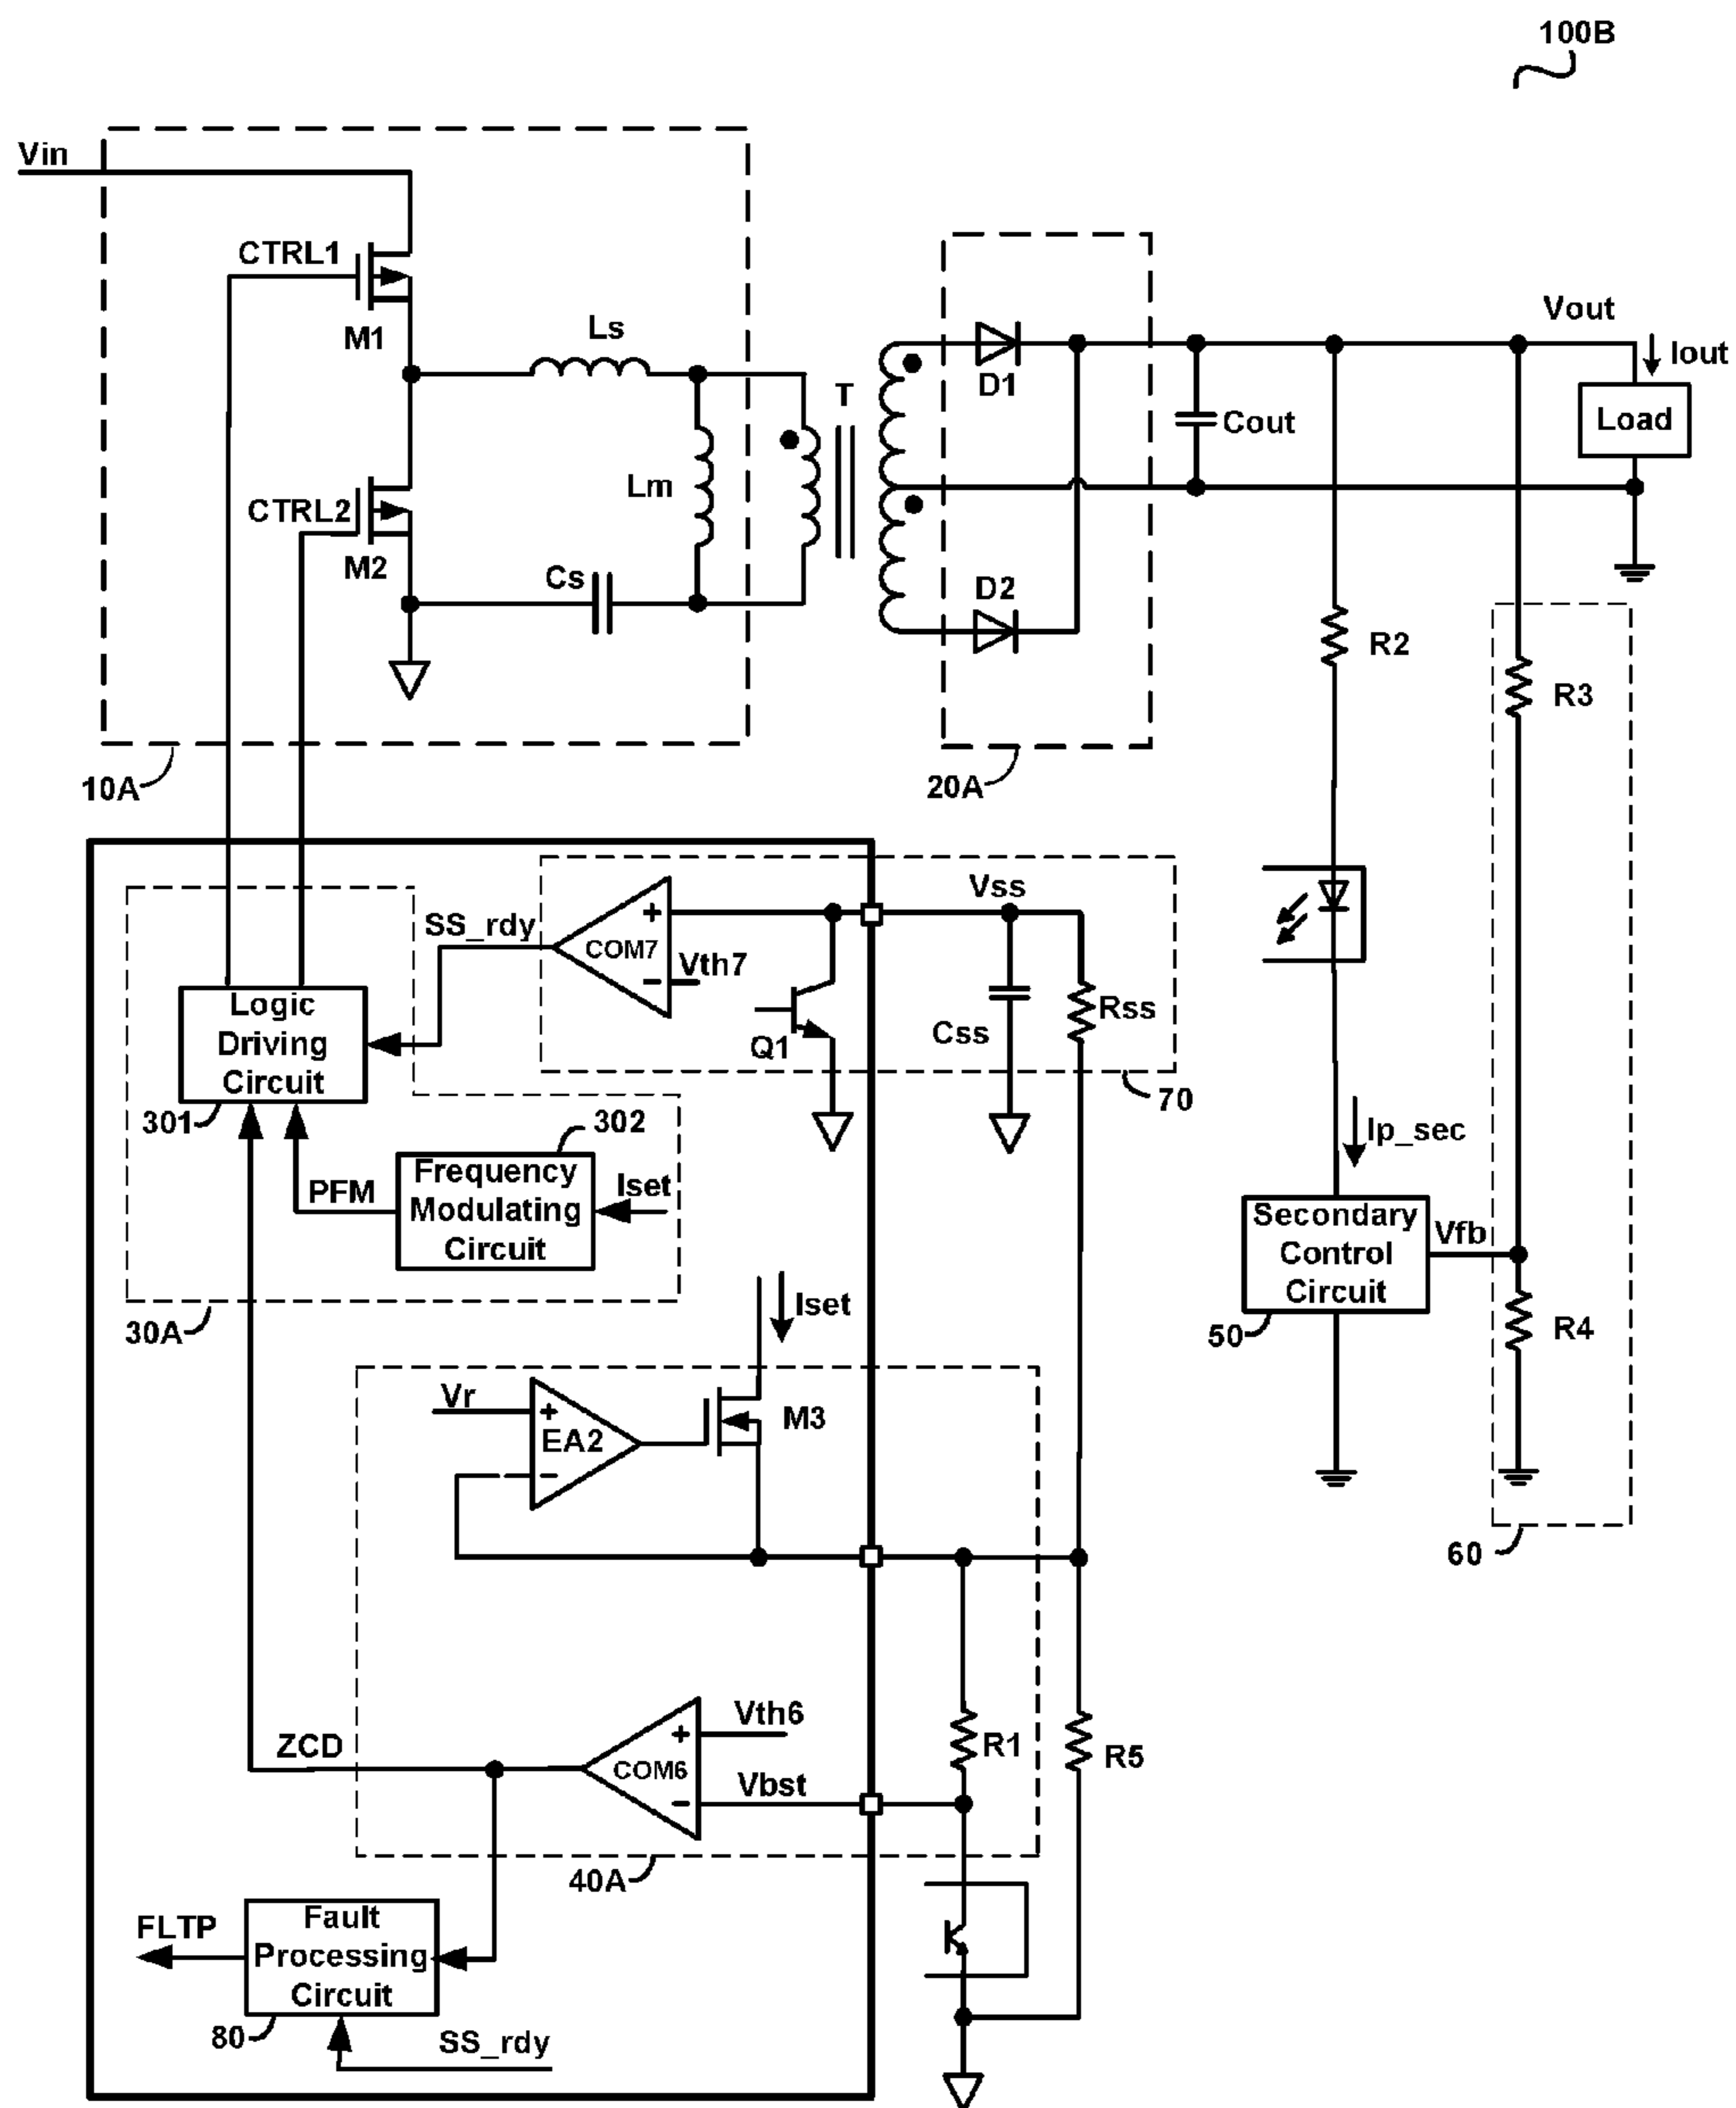 100B
Vin
CTRL1
M1
CTRL2
M2
Ls
Lm
Cs
T
D1
D2
Cout
Vout
Iout
Load
R2
R3
10A
20A
SS_rdy
+
COM7
-
Vth7
Vss
Q1
Css
Rss
70
Logic
Driving
Circuit
301
302
PFM
Frequency
Modulating
Circuit
Iset
30A
Ip_sec
Secondary
Control
Circuit
Vfb
50
R4
60
Iset
Vr
+
EA2
-
M3
ZCD
+
COM6
-
Vth6
Vbst
R1
R5
40A
FLTP
Fault
Processing
Circuit
80
SS_rdy